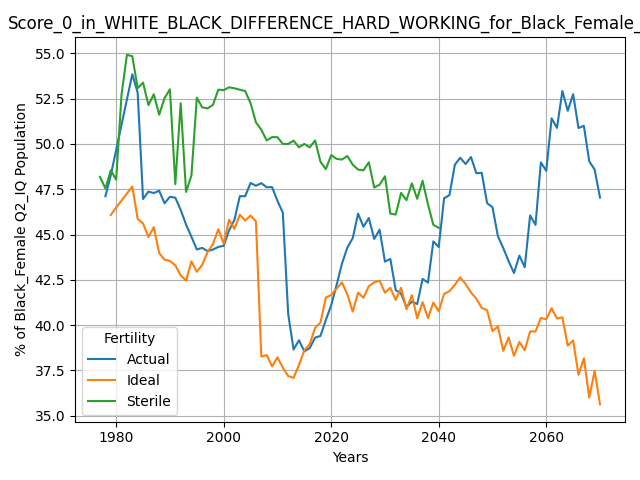 Score_0_in_WHITE_BLACK_DIFFERENCE_HARD_WORKING_for_Black_Female_
% of Black_Female Q2_IQ Population
55.0
52.5
50.0
47.5
45.0
42.5
40.0
37.5
35.0
Fertility
Actual
Ideal
Sterile
1980
2000
2020
2040
2060
Years